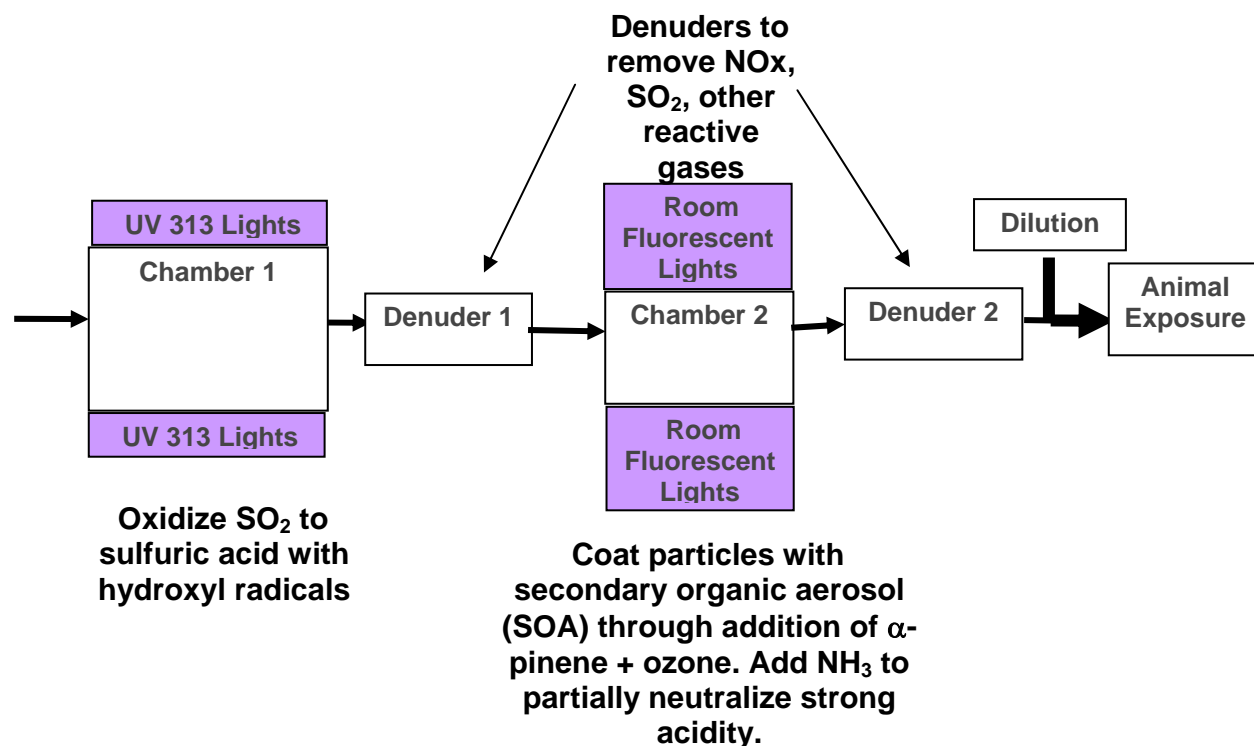 Denuders to
remove NOx,
SO₂, other
reactive
gases
UV 313 Lights
Chamber 1
UV 313 Lights
Oxidize SO₂ to
sulfuric acid with
hydroxyl radicals
Denuder 1
Room
Fluorescent
Lights
Chamber 2
Room
Fluorescent
Lights
Coat particles with
secondary organic aerosol
(SOA) through addition of α-
pinene + ozone. Add NH₃ to
partially neutralize strong
acidity.
Denuder 2
Dilution
Animal
Exposure